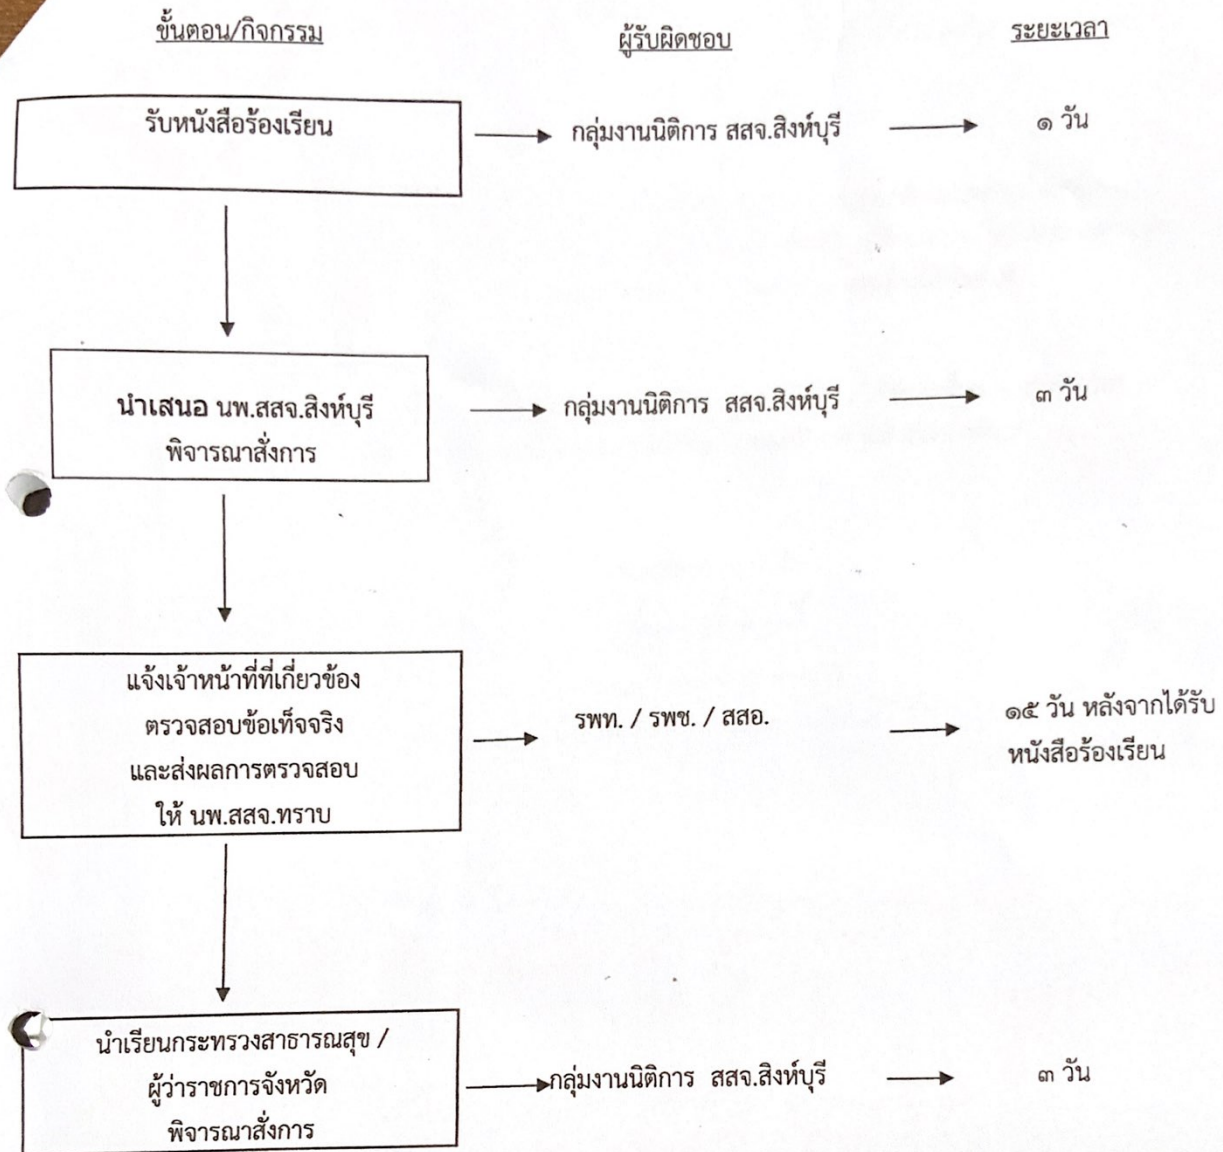 ขั้นตอน/กิจกรรม ผู้รับผิดชอบ ระยะเวลา
รับหนังสือร้องเรียน กลุ่มงานนิติการ สสจ.สิงห์บุรี ๑ วัน
นำเสนอ นพ.สสจ.สิงห์บุรี กลุ่มงานนิติการ สสจ.สิงห์บุรี ๓ วัน
พิจารณาสั่งการ
แจ้งเจ้าหน้าที่ที่เกี่ยวข้อง
ตรวจสอบข้อเท็จจริง รพท. / รพช. / สสอ. ๑๕ วัน หลังจากได้รับ
และส่งผลการตรวจสอบ หนังสือร้องเรียน
ให้ นพ.สสจ.ทราบ
นำเรียนกระทรวงสาธารณสุข /
ผู้ว่าราชการจังหวัด กลุ่มงานนิติการ สสจ.สิงห์บุรี ๓ วัน
พิจารณาสั่งการ